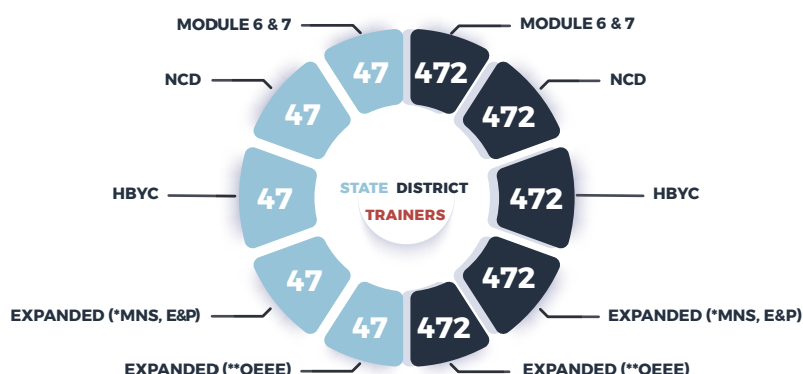 MODULE 6 & 7 MODULE 6 & 7
47 472
NCD NCD
47 472
STATE DISTRICT
HBYC 47 472 HBYC
TRAINERS
47 472
EXPANDED (*MNS, E&P) EXPANDED (*MNS, E&P)
47 472
EXPANDED (**OEEE) EXPANDED (**OEEE)